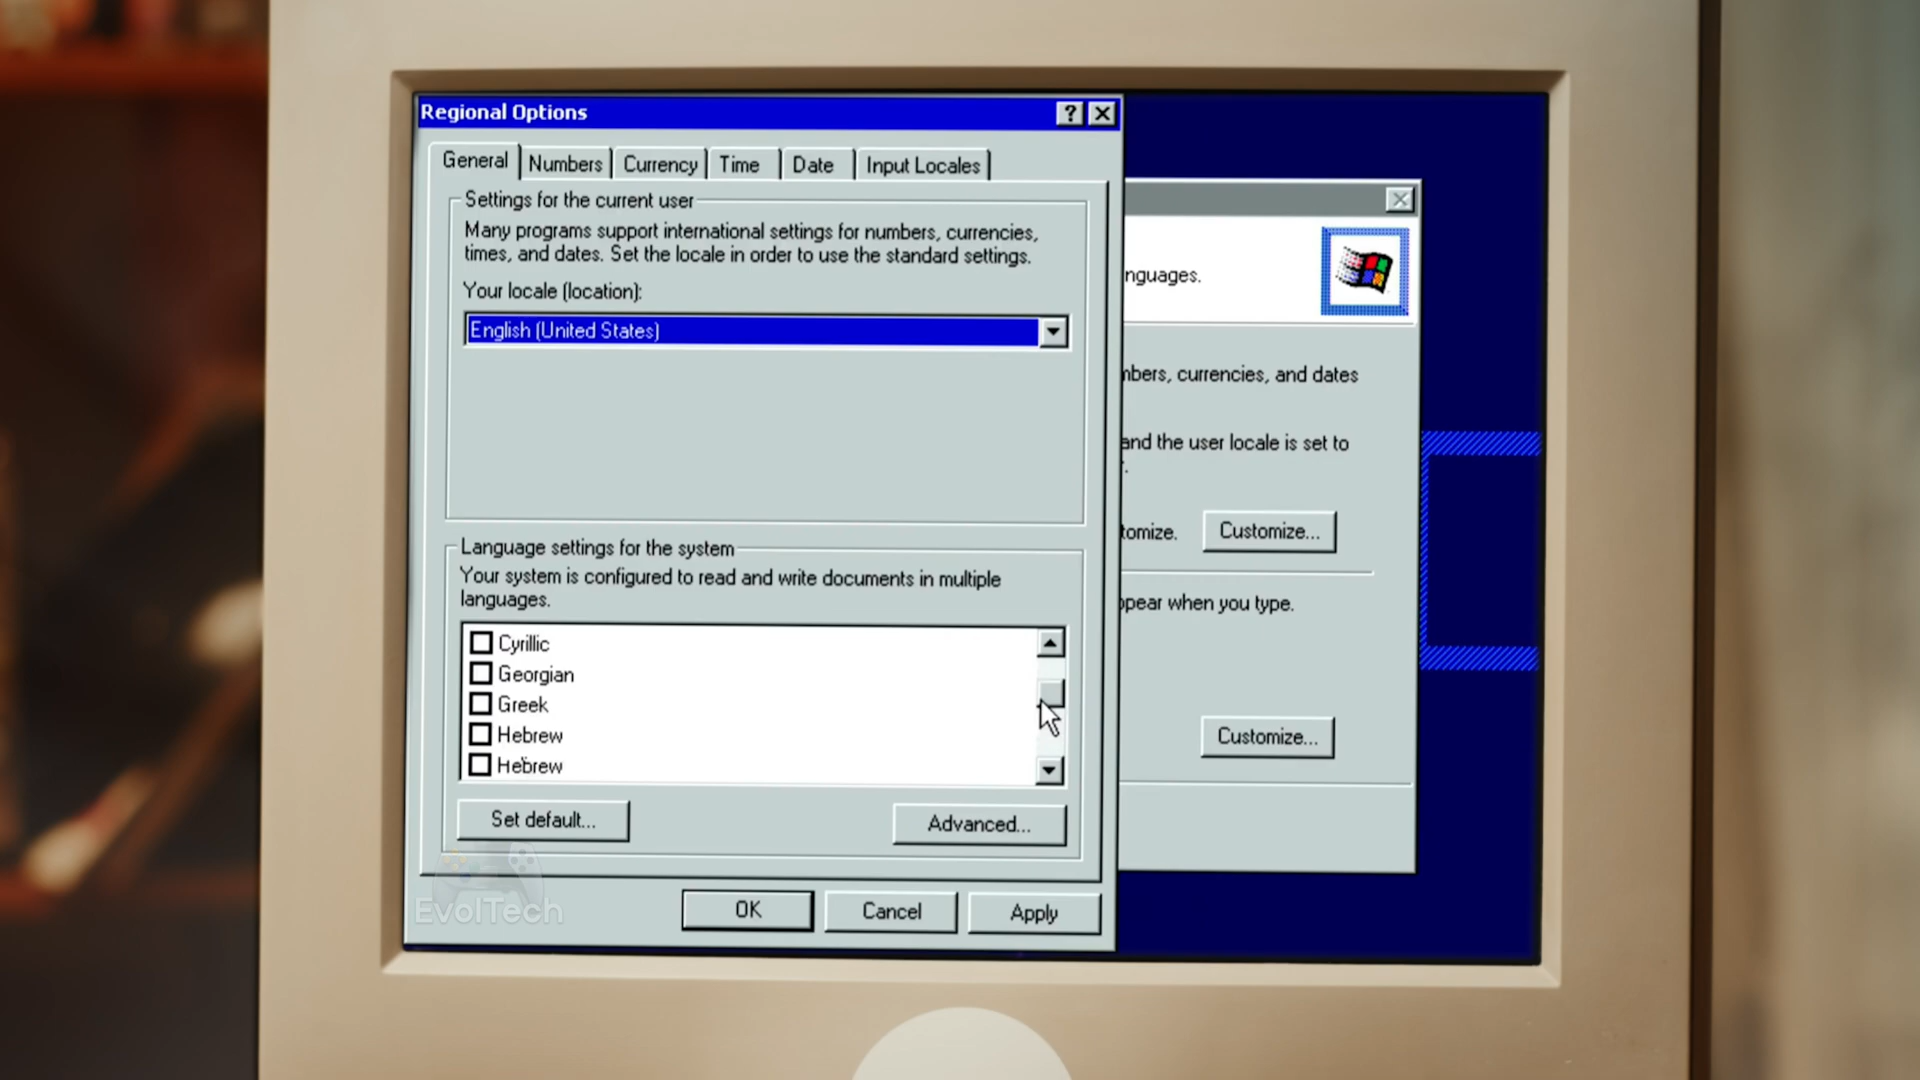 Regional Options
General Numbers Currency Time Date Input Locales
Settings for the current user
Many programs support international settings for numbers, currencies,
times, and dates. Set the locale in order to use the standard settings.
Your locale (location):
English (United States)
Language settings for the system
Your system is configured to read and write documents in multiple
languages.
Cyrillic
Georgian
Greek
Hebrew
Hebrew
Set default...
Advanced...
OK
Cancel
Apply
nguages.
mbers, currencies, and dates
and the user locale is set to
tomize.
Customize...
ppear when you type.
Customize...
EvolTech